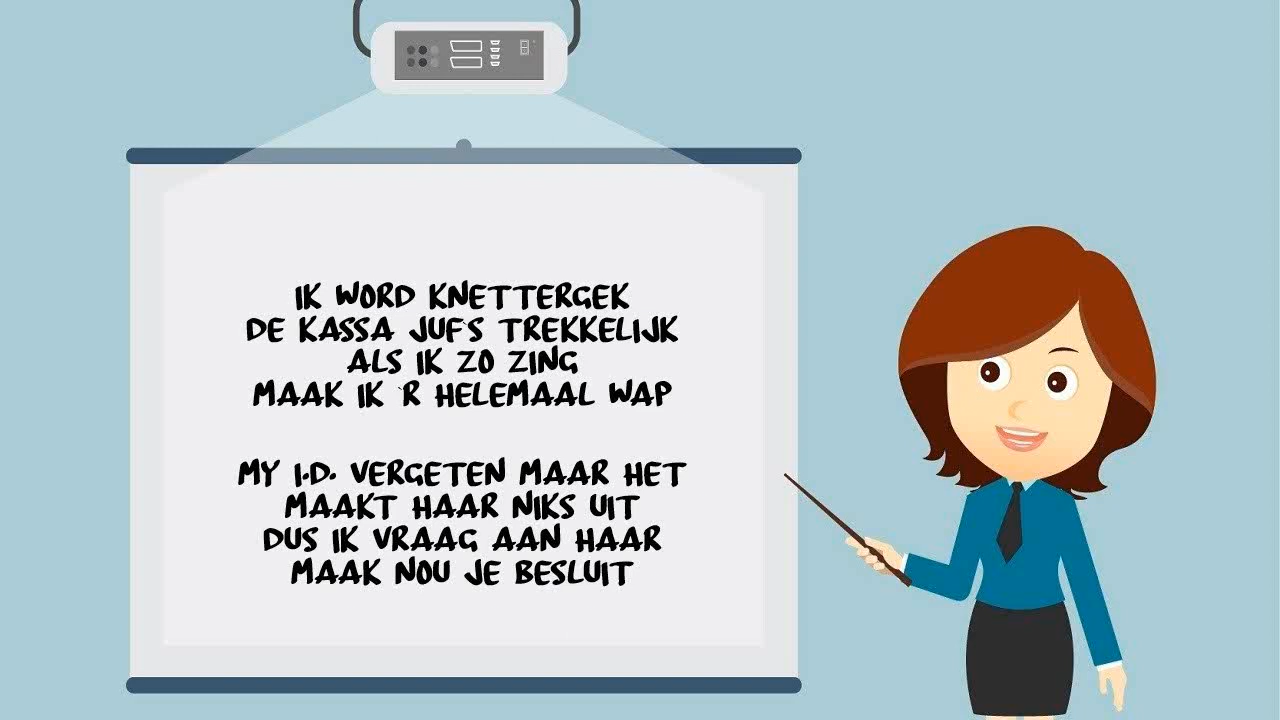 IK WORD KNETTERGEK
DE KASSA JUF'S TREKKELIJK
ALS IK ZO ZING
MAAK IK `R HELEMAAL WAP
MY I.D. VERGETEN MAAR HET
MAAKT HAAR NIKS UIT
DUS IK VRAAG AAN HAAR
MAAK NOU JE BESLUIT